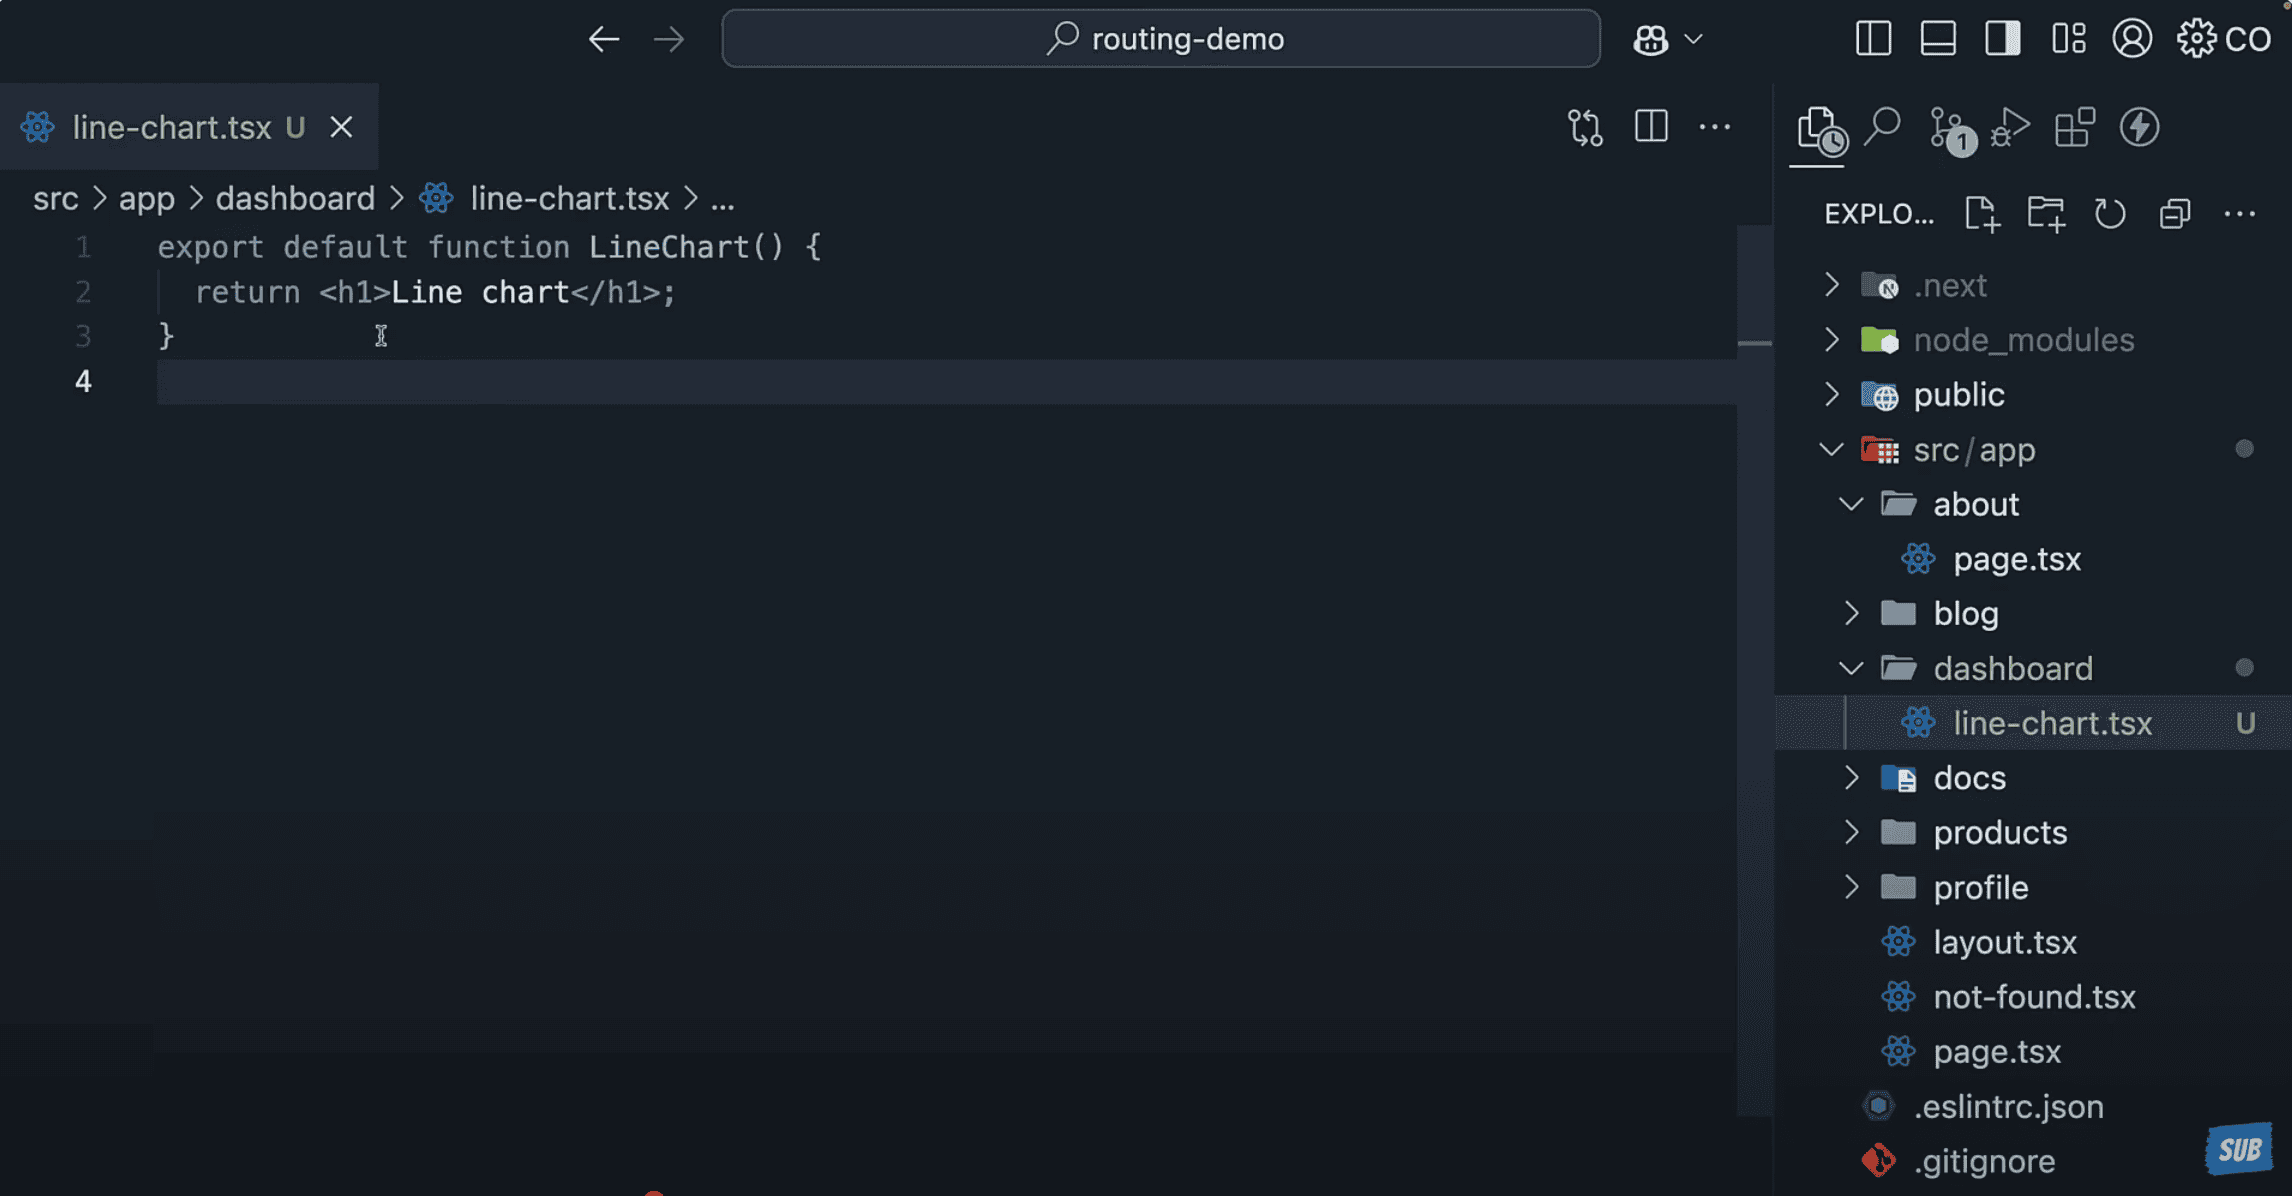 routing-demo
CO
line-chart.tsx U
1
src > app > dashboard > line-chart.tsx > ...
EXPLO...
1 export default function LineChart() {
2 return <h1>Line chart</h1>;
3 }
4
.next
node_modules
public
src/app
about
page.tsx
blog
dashboard
line-chart.tsx U
docs
products
profile
layout.tsx
not-found.tsx
page.tsx
.eslintrc.json
.gitignore
SUB